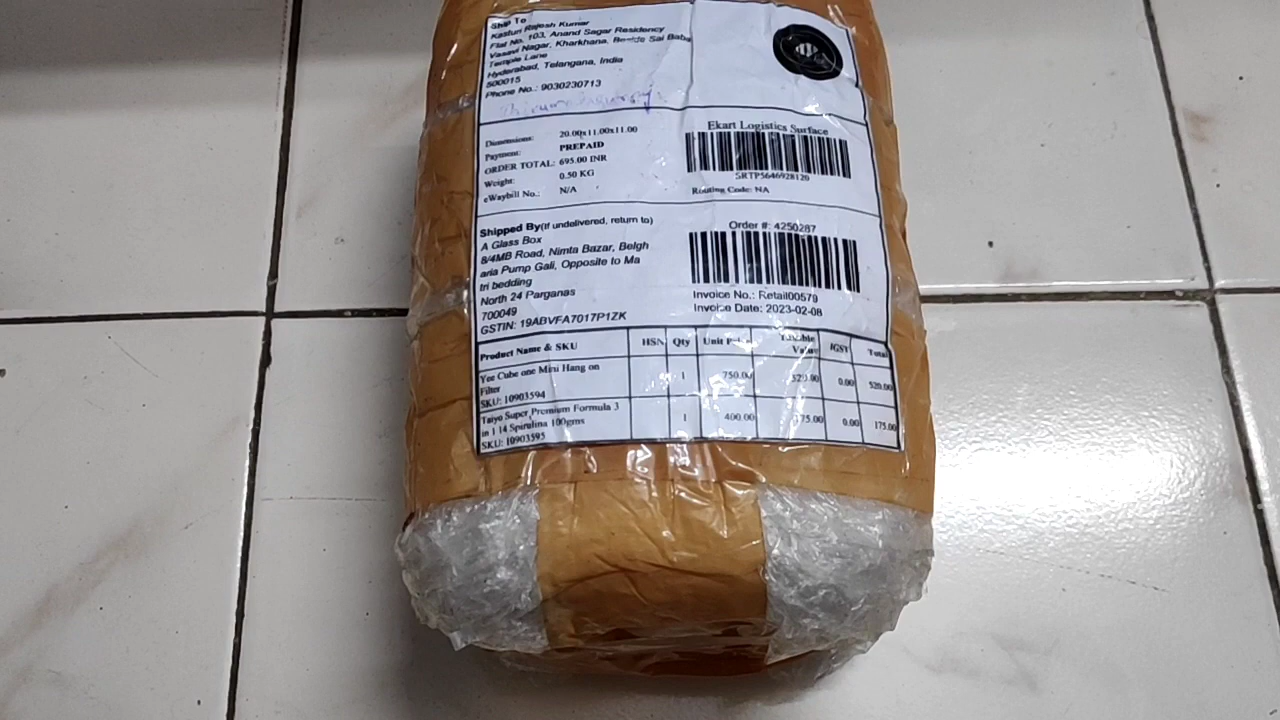 Ship To
Kasturi Rajesh Kumar
Flat No. 103, Anand Sagar Residency
Vasavi Nagar, Kharkhana, Beside Sai Baba
Temple Lane
Hyderabad, Telangana, India
500015
Phone No.: 9030230713
Dimensions: 20.00x11.00x11.00
Payment: PREPAID
ORDER TOTAL: 695.00 INR
Weight: 0.50 KG
eWaybill No.: N/A
Ekart Logistics Surface
SRTP5646928120
Routing Code: NA
Shipped By(If undelivered, return to)
A Glass Box
8/4MB Road, Nimta Bazar, Belgh
aria Pump Gali, Opposite to Ma
tri bedding
North 24 Parganas
700049
GSTIN: 19ABVFA7017P1ZK
Order #: 4250287
Invoice No.: Retail00579
Invoice Date: 2023-02-08
Product Name & SKU HSN Qty Unit Price Taxable Value IGST Total
Yee Cube one Mini Hang on
Filter 1 750.00 520.00 0.00 520.00
SKU: 10903594
Taiyo Super Premium Formula 3
in 1 14 Spirulina 100gms 1 400.00 175.00 0.00 175.00
SKU: 10903595